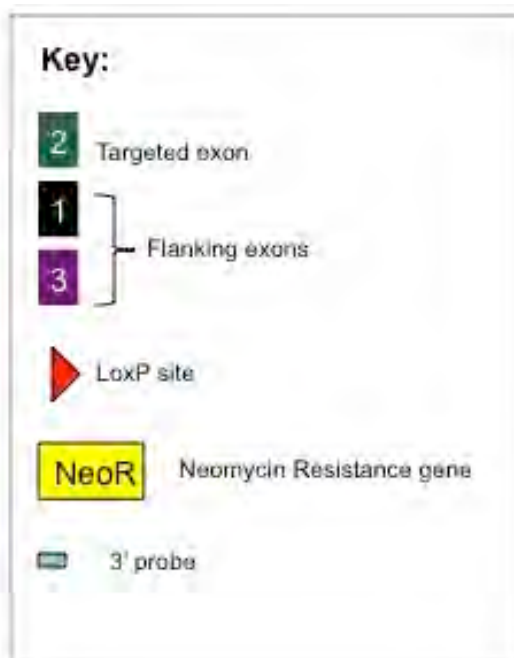 Key:
2 Targeted exon
1
Flanking exons
3
LoxP site
NeoR Neomycin Resistance gene
3' probe